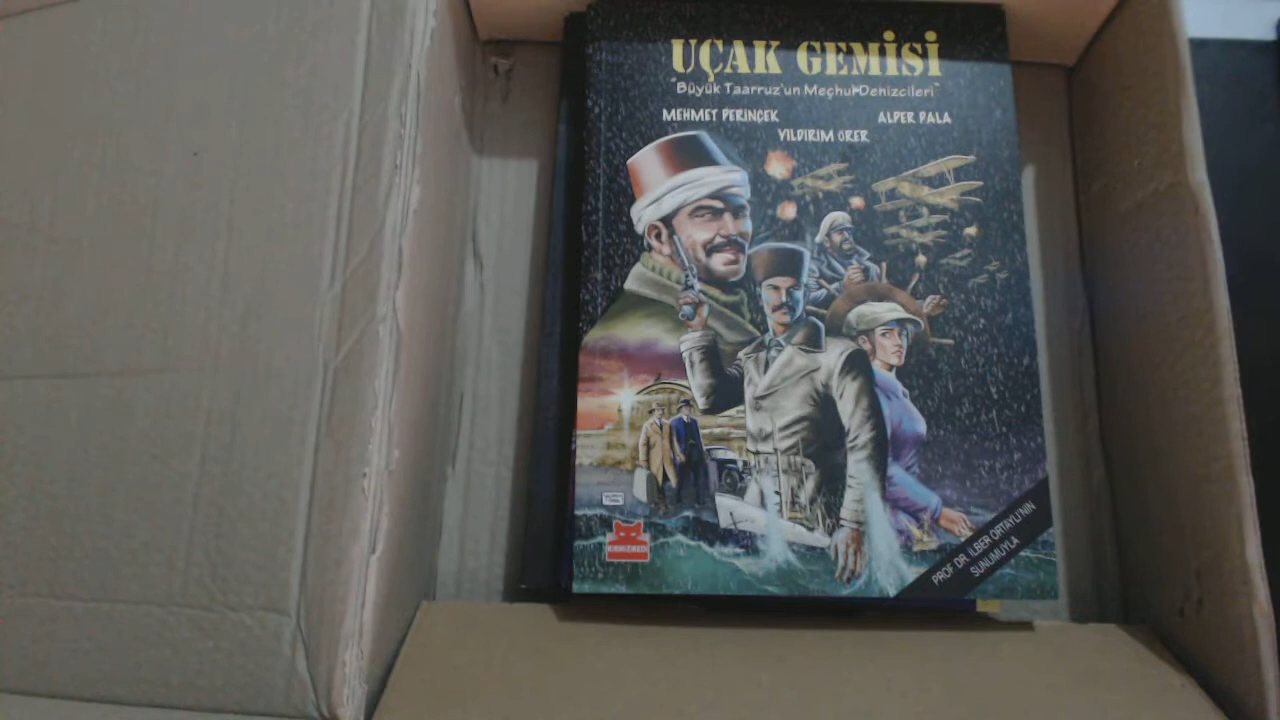 UÇAK GEMİSİ
"Büyük Taarruz'un Meçhul Denizcileri"
MEHMET PERİNÇEK
ALPER PALA
YILDIRIM ÖRER
PROF. DR. İLBER ORTAYLI'NIN
SUNUMUYLA